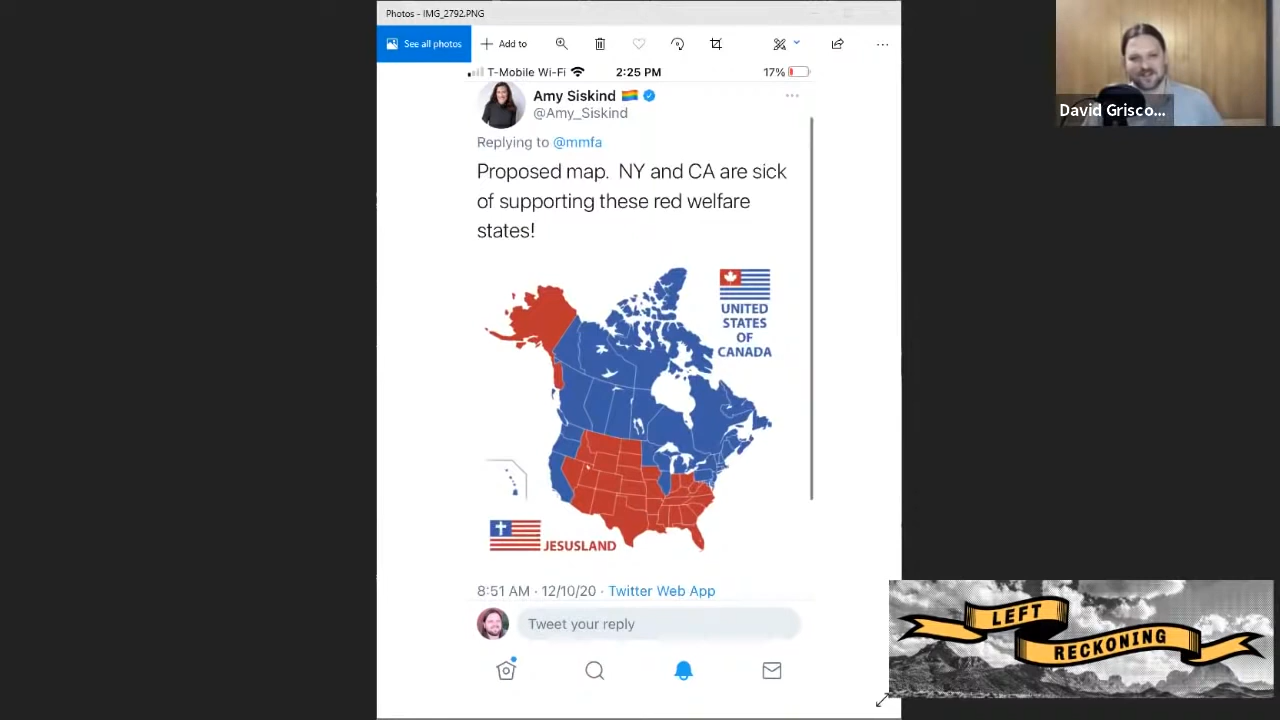 Photos - IMG_2792.PNG
See all photos
Add to
T-Mobile Wi-Fi 2:25 PM 17%
Amy Siskind
@Amy_Siskind
Replying to @mmfa
Proposed map. NY and CA are sick
of supporting these red welfare
states!
UNITED
STATES
OF
CANADA
JESUSLAND
8:51 AM · 12/10/20 · Twitter Web App
Tweet your reply
David Grisco...
LEFT
RECKONING